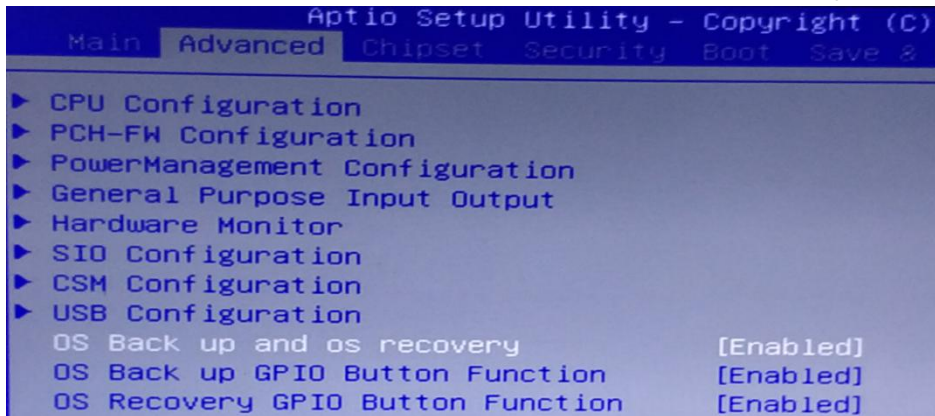 Aptio Setup Utility – Copyright (C)
Main Advanced Chipset Security Boot Save &
▶ CPU Configuration
▶ PCH-FW Configuration
▶ PowerManagement Configuration
▶ General Purpose Input Output
▶ Hardware Monitor
▶ SIO Configuration
▶ CSM Configuration
▶ USB Configuration
OS Back up and os recovery [Enabled]
OS Back up GPIO Button Function [Enabled]
OS Recovery GPIO Button Function [Enabled]